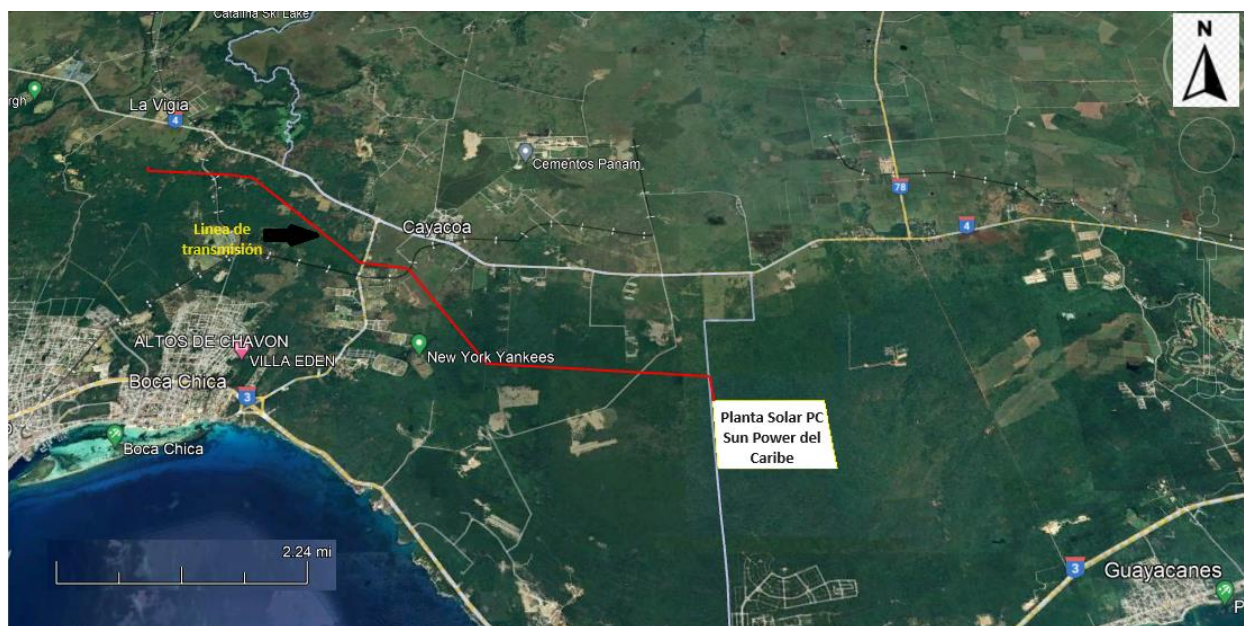 Catalina Ski Lake
N
rgh
La Vigia
4
Cementos Panam
78
Linea de
transmisión
Cayacoa
4
ALTOS DE CHAVON
VILLA EDEN
New York Yankees
Boca Chica
3
Planta Solar PC
Sun Power del
Caribe
Boca Chica
2.24 mi
3
Guayacanes
P